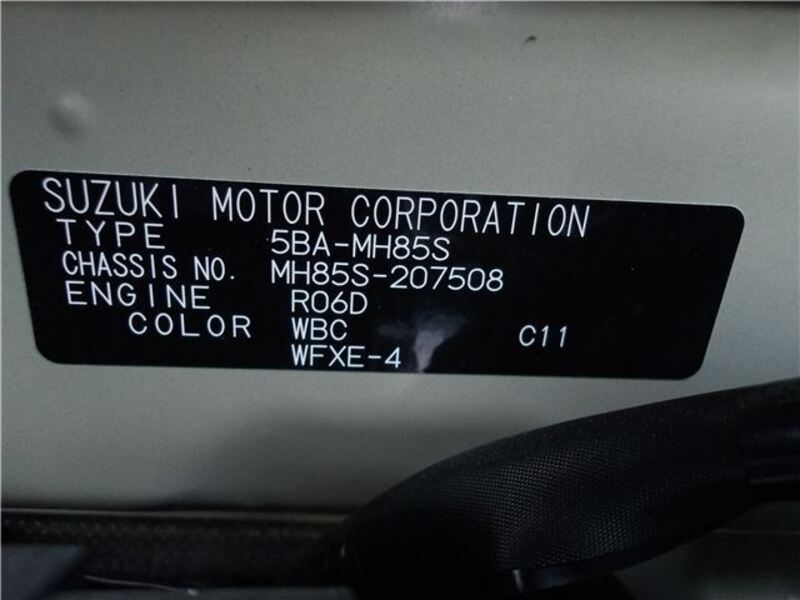 SUZUKI MOTOR CORPORATION
TYPE 5BA-MH85S
CHASSIS NO. MH85S-207508
ENGINE R06D
COLOR WBC C11
WFXE-4